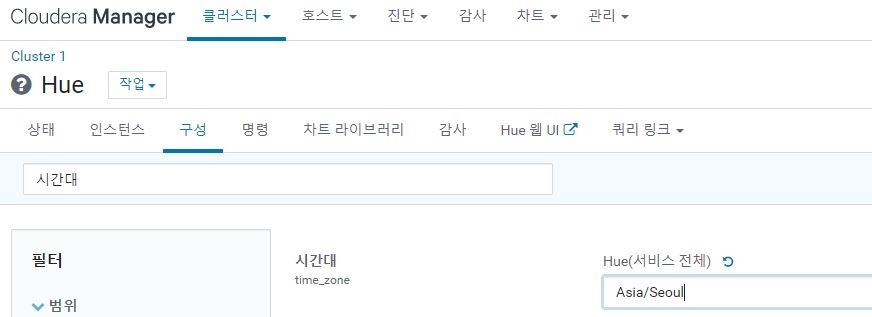 Cloudera Manager 클러스터 호스트 진단 감사 차트 관리
Cluster 1
? Hue 작업
상태 인스턴스 구성 명령 차트 라이브러리 감사 Hue 웹 UI 쿼리 링크
시간대
필터 시간대 Hue(서비스 전체)
time_zone Asia/Seoul
범위